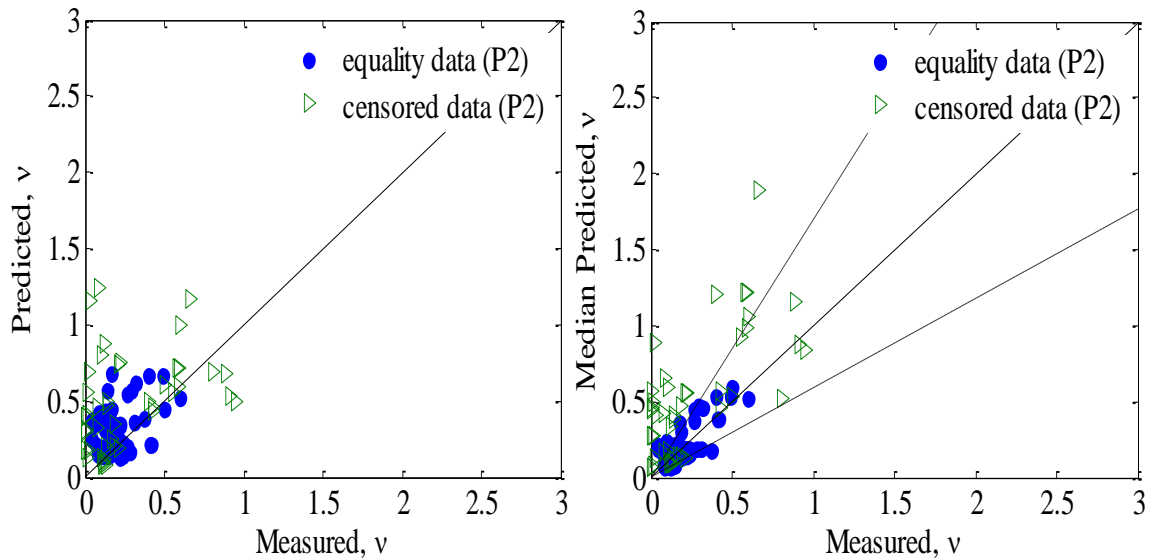 3
2.5
2
1.5
1
0.5
0
0 0.5 1 1.5 2 2.5 3
Predicted, ν
Measured, ν
equality data (P2)
censored data (P2)
3
2.5
2
1.5
1
0.5
0
0 0.5 1 1.5 2 2.5 3
Median Predicted, ν
Measured, ν
equality data (P2)
censored data (P2)